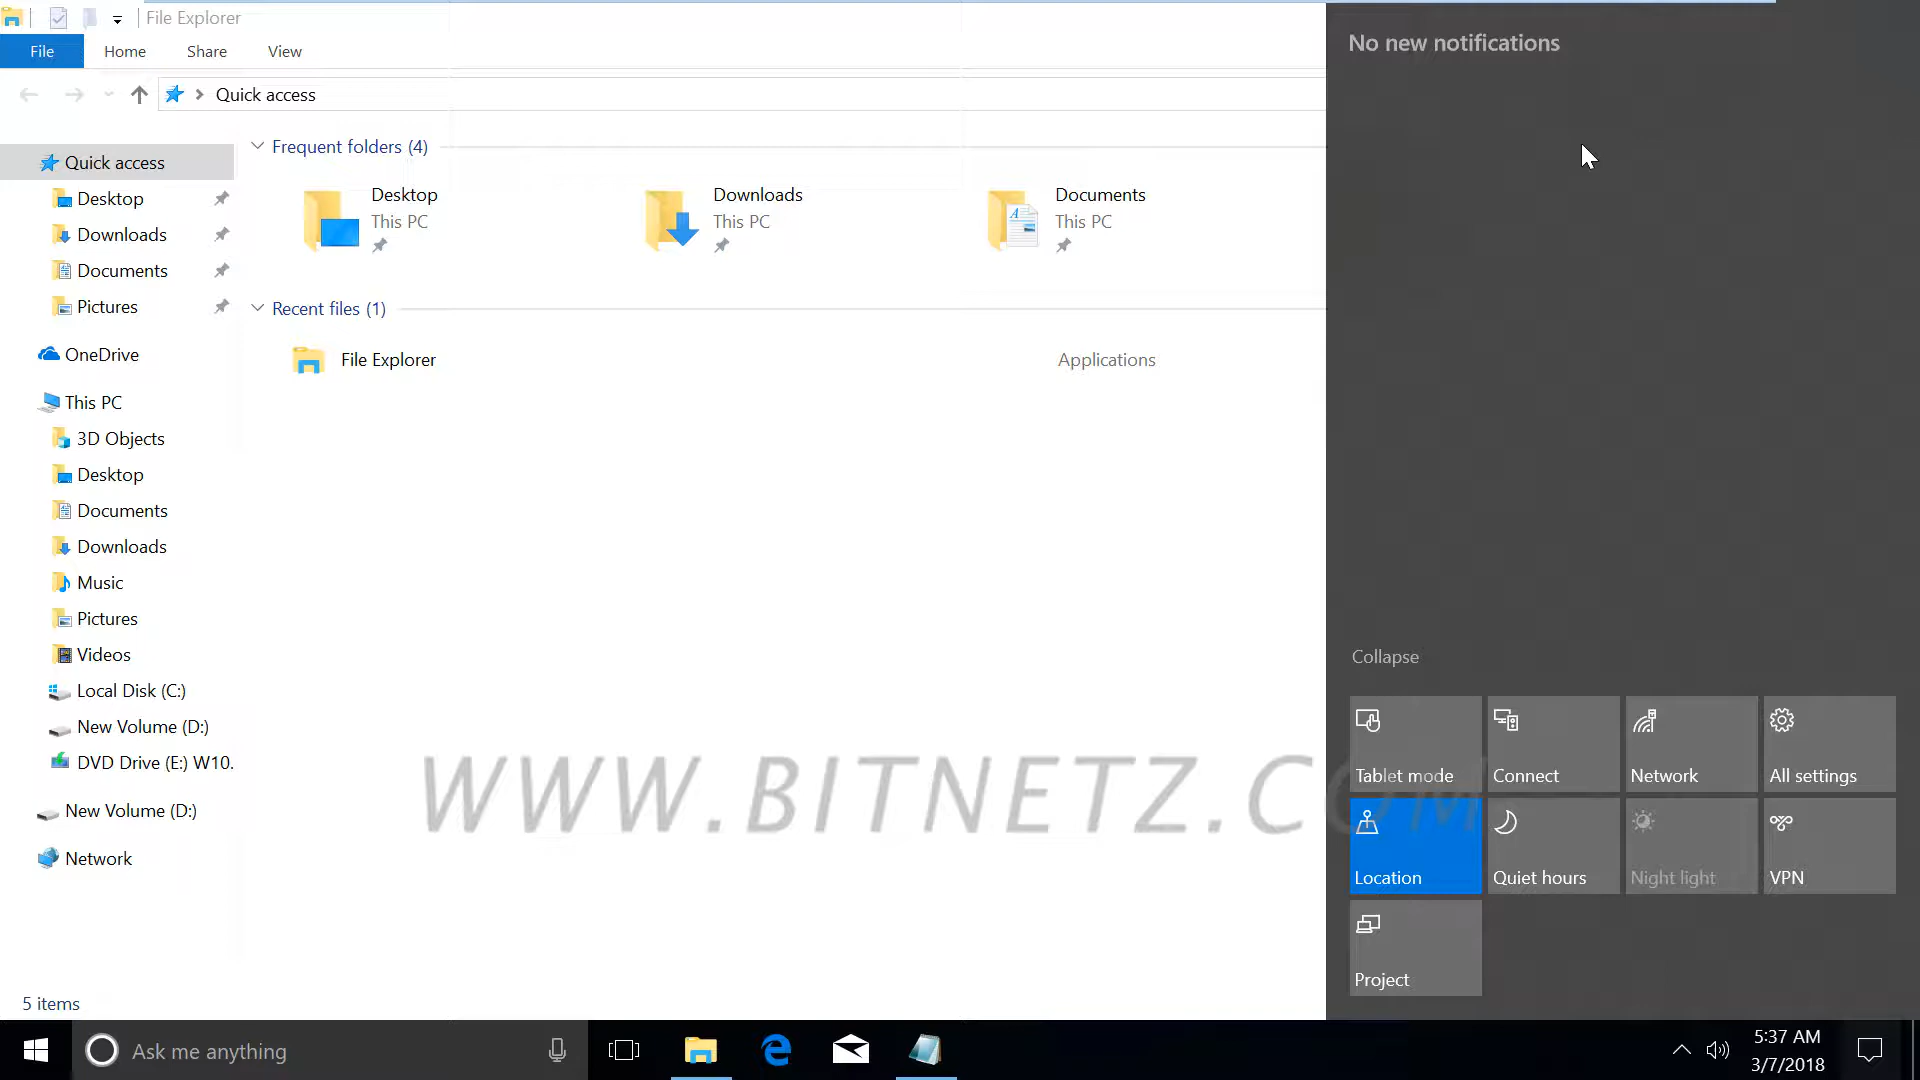 File Explorer
File Home Share View
Quick access
Quick access
Desktop
Downloads
Documents
Pictures
OneDrive
This PC
3D Objects
Desktop
Documents
Downloads
Music
Pictures
Videos
Local Disk (C:)
New Volume (D:)
DVD Drive (E:) W10.
New Volume (D:)
Network
5 items
Frequent folders (4)
Desktop
This PC
Downloads
This PC
Documents
This PC
Recent files (1)
File Explorer Applications
WWW.BITNETZ.COM
No new notifications
Collapse
Tablet mode Connect Network All settings
Location Quiet hours Night light VPN
Project
Ask me anything
5:37 AM
3/7/2018